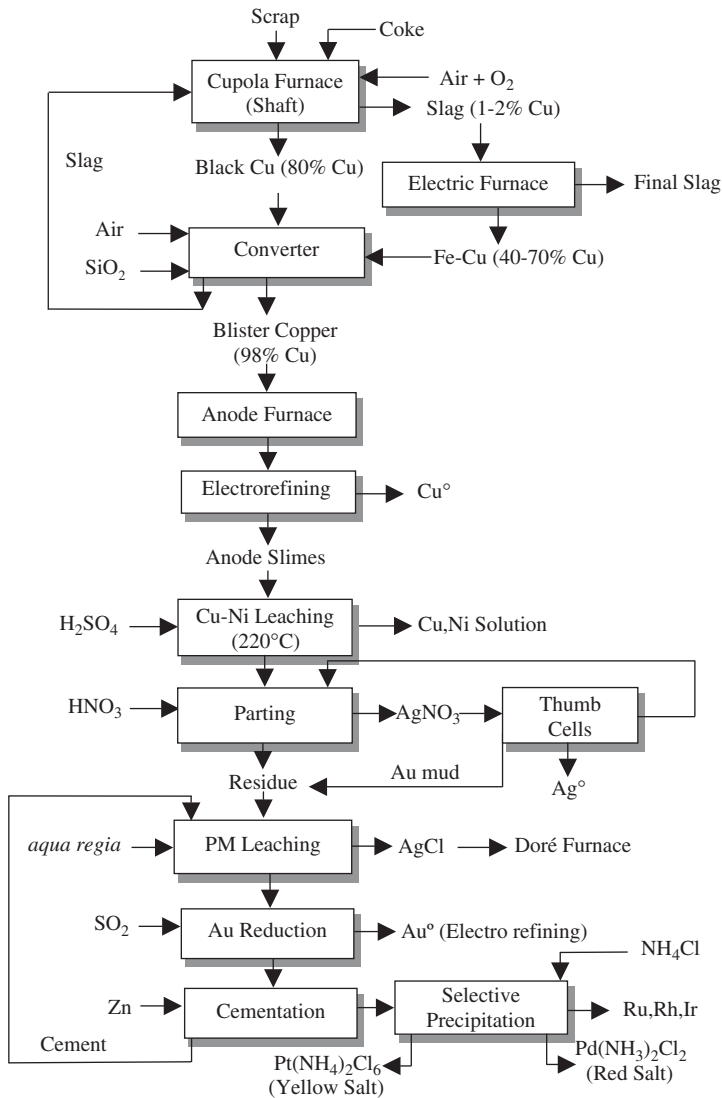 Scrap
Coke
Cupola Furnace
(Shaft)
Air + O₂
Slag (1-2% Cu)
Slag
Black Cu (80% Cu)
Electric Furnace
Final Slag
Air
SiO₂
Converter
Fe-Cu (40-70% Cu)
Blister Copper
(98% Cu)
Anode Furnace
Electrorefining
Cu°
Anode Slimes
H₂SO₄
Cu-Ni Leaching
(220°C)
Cu,Ni Solution
HNO₃
Parting
AgNO₃
Thumb
Cells
Residue
Au mud
Ag°
aqua regia
PM Leaching
AgCl
Doré Furnace
SO₂
Au Reduction
Auº (Electro refining)
NH₄Cl
Zn
Cementation
Selective
Precipitation
Ru,Rh,Ir
Cement
Pt(NH₄)₂Cl₆
(Yellow Salt)
Pd(NH₃)₂Cl₂
(Red Salt)